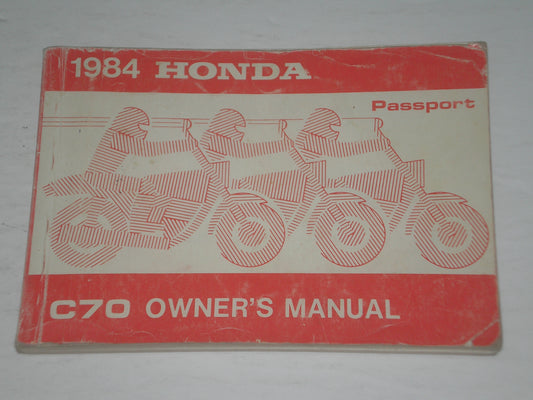 1984 HONDA
Passport
C70 OWNER'S MANUAL